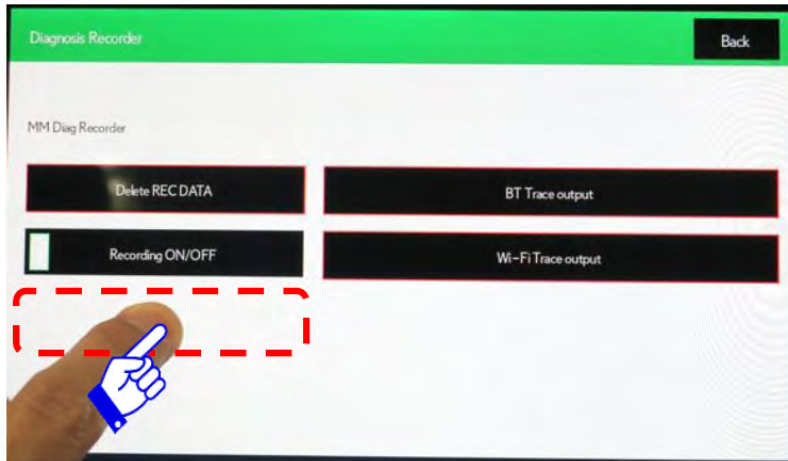 Diagnosis Recorder
Back
MM Diag Recorder
Delete REC DATA
BT Trace output
Recording ON/OFF
Wi-Fi Trace output